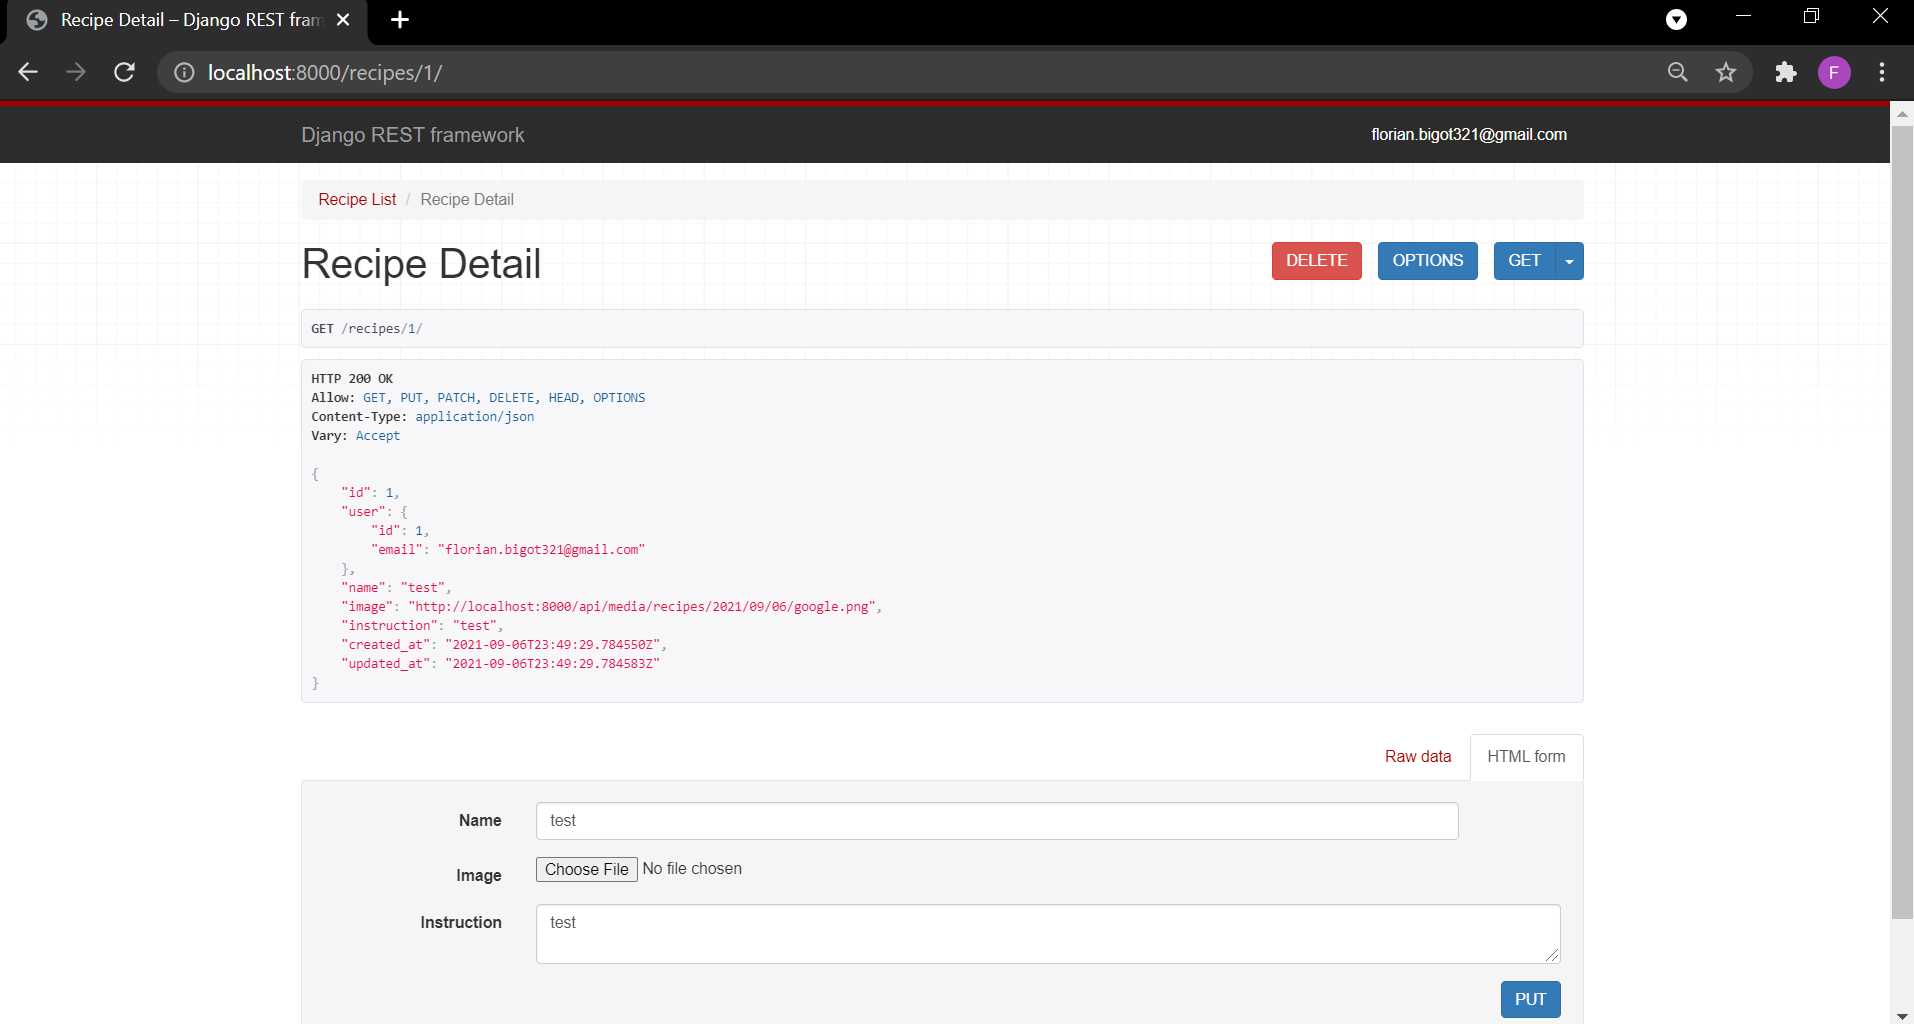 Recipe Detail – Django REST fram
localhost:8000/recipes/1/
F
Django REST framework
florian.bigot321@gmail.com
Recipe List / Recipe Detail
Recipe Detail
DELETE
OPTIONS
GET
GET /recipes/1/
HTTP 200 OK
Allow: GET, PUT, PATCH, DELETE, HEAD, OPTIONS
Content-Type: application/json
Vary: Accept
{
    "id": 1,
    "user": {
        "id": 1,
        "email": "florian.bigot321@gmail.com"
    },
    "name": "test",
    "image": "http://localhost:8000/api/media/recipes/2021/09/06/google.png",
    "instruction": "test",
    "created_at": "2021-09-06T23:49:29.784550Z",
    "updated_at": "2021-09-06T23:49:29.784583Z"
}
Raw data
HTML form
Name
test
Image
Choose File No file chosen
Instruction
test
PUT